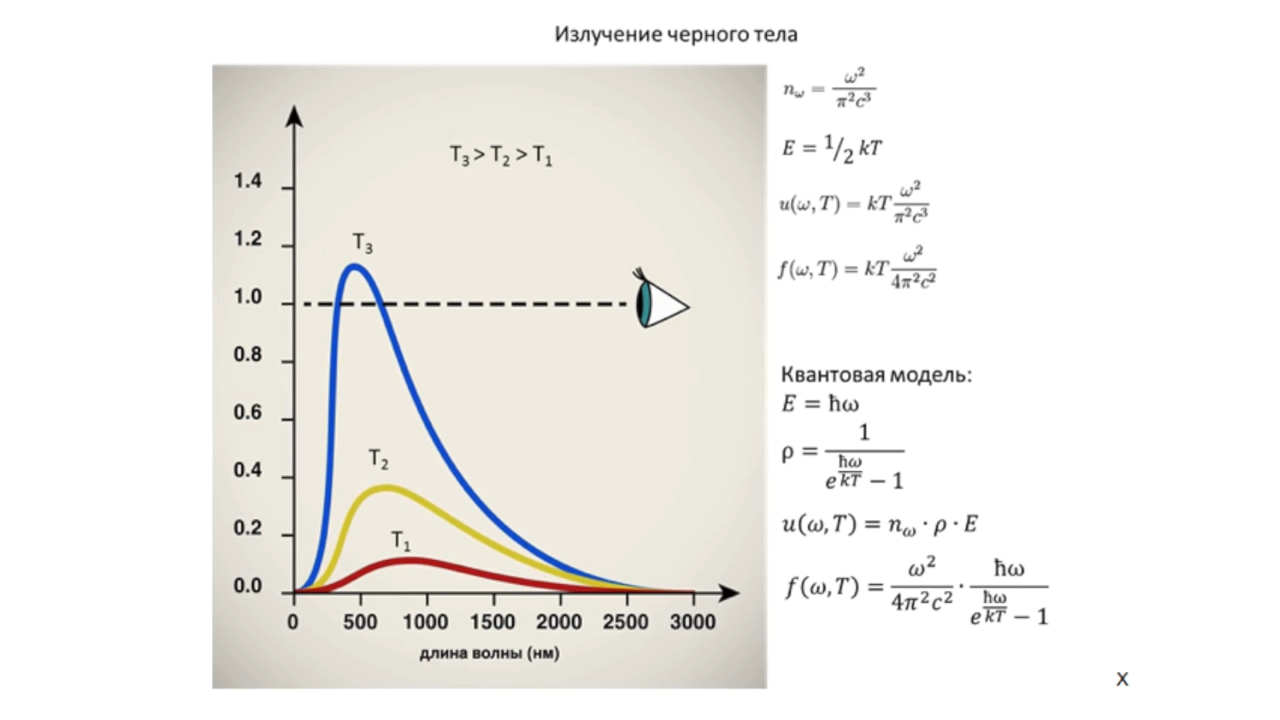 Излучение черного тела
T₃ > T₂ > T₁
1.4
1.2
1.0
0.8
0.6
0.4
0.2
0.0
T₃
T₂
T₁
0 500 1000 1500 2000 2500 3000
длина волны (нм)
n_ω = ω²/π²c³
E = 1/2 kT
u(ω, T) = kT ω²/π²c³
f(ω, T) = kT ω²/4π²c²
Квантовая модель:
E = ħω
ρ = 1/(e^(ħω/kT) − 1)
u(ω, T) = n_ω · ρ · E
f(ω, T) = ω²/4π²c² · ħω/(e^(ħω/kT) − 1)
x